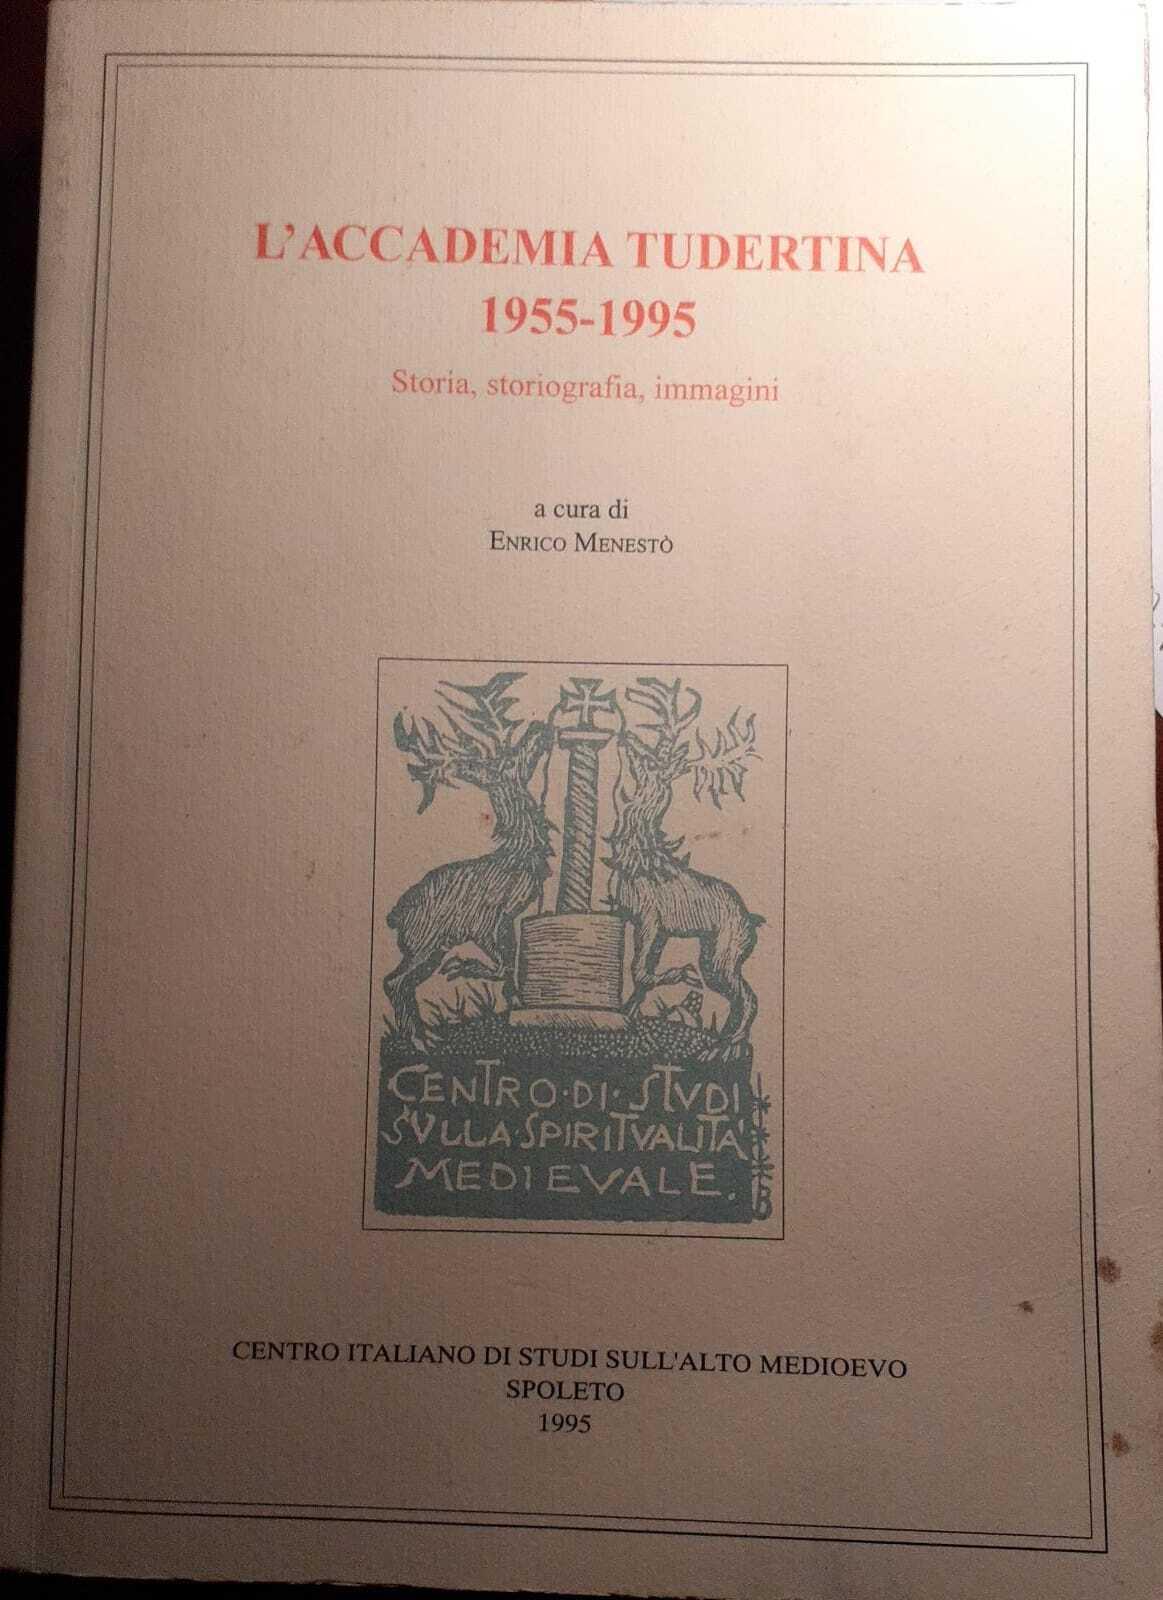 L'ACCADEMIA TUDERTINA
1955-1995
Storia, storiografia, immagini
a cura di
ENRICO MENESTÒ
CENTRO·DI·STVDI
SVLLA·SPIRITVALITA'
MEDIEVALE.
CENTRO ITALIANO DI STUDI SULL'ALTO MEDIOEVO
SPOLETO
1995